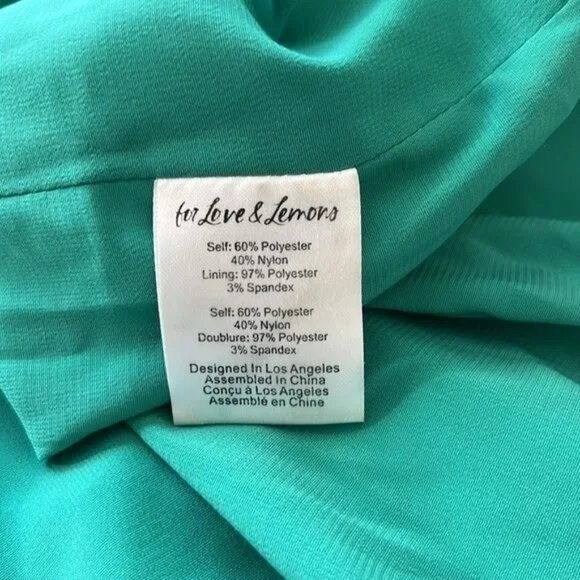 for Love & Lemons
Self: 60% Polyester
40% Nylon
Lining: 97% Polyester
3% Spandex
Self: 60% Polyester
40% Nylon
Doublure: 97% Polyester
3% Spandex
Designed In Los Angeles
Assembled In China
Conçu à Los Angeles
Assemblé en Chine